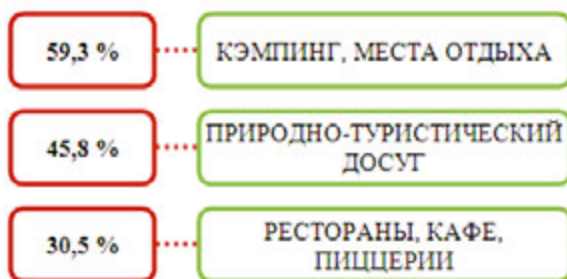 59,3 %
КЭМПИНГ, МЕСТА ОТДЫХА
45,8 %
ПРИРОДНО-ТУРИСТИЧЕСКИЙ
ДОСУГ
30,5 %
РЕСТОРАНЫ, КАФЕ,
ПИЦЦЕРИИ